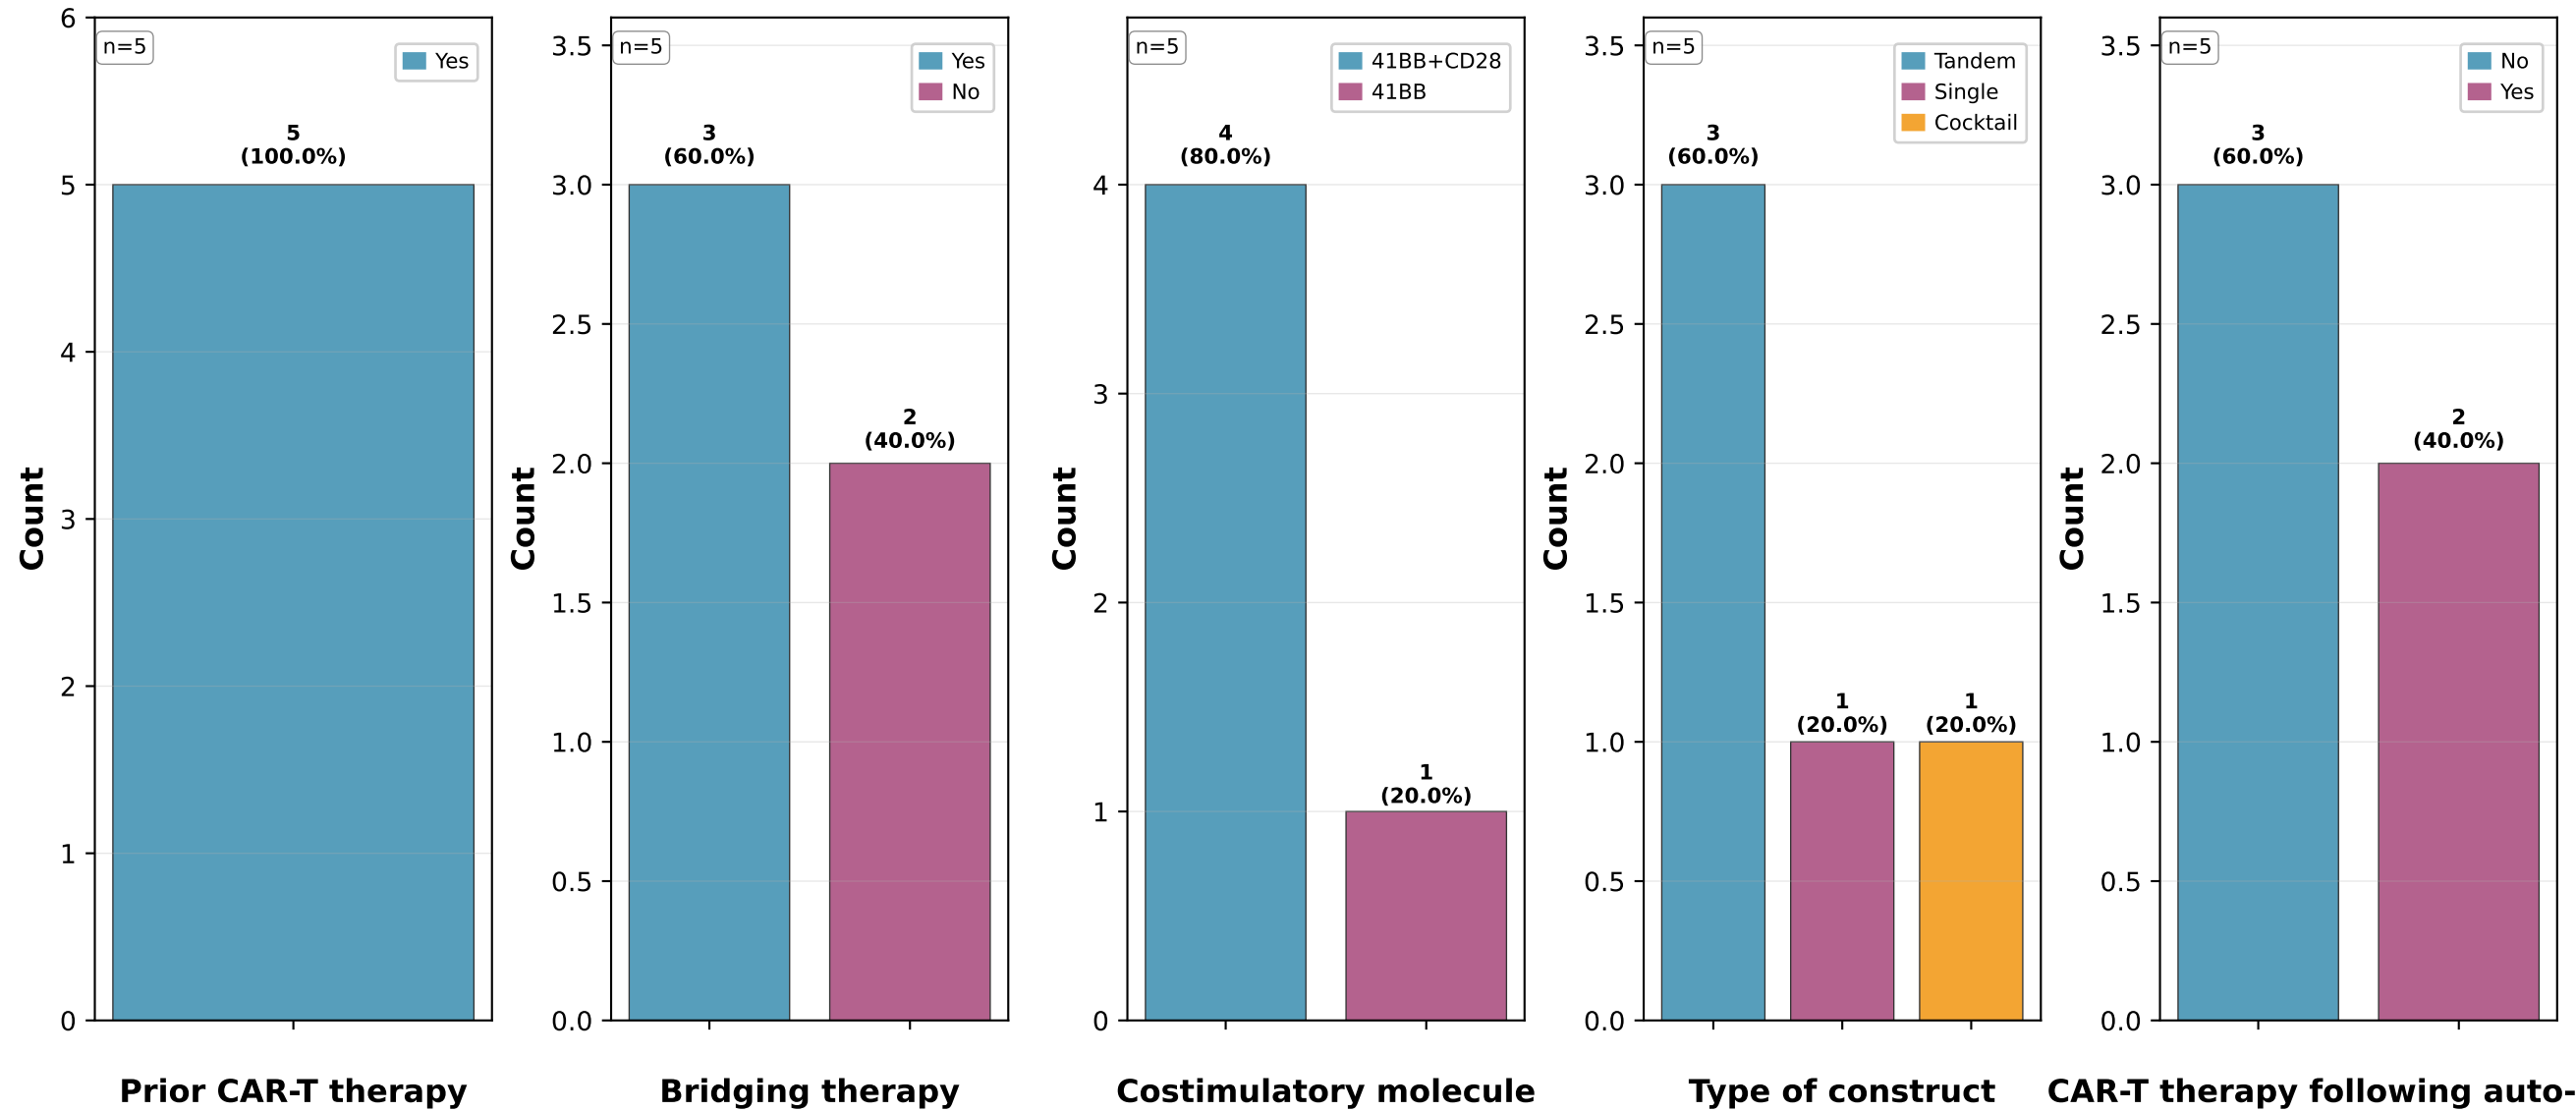 Count
6
5
4
3
2
1
0
n=5
Yes
5
(100.0%)
Prior CAR-T therapy
Count
3.5
3.0
2.5
2.0
1.5
1.0
0.5
0.0
n=5
Yes
No
3
(60.0%)
2
(40.0%)
Bridging therapy
Count
4
3
2
1
0
n=5
41BB+CD28
41BB
4
(80.0%)
1
(20.0%)
Costimulatory molecule
Count
3.5
3.0
2.5
2.0
1.5
1.0
0.5
0.0
n=5
Tandem
Single
Cocktail
3
(60.0%)
1
(20.0%)
1
(20.0%)
Type of construct
Count
3.5
3.0
2.5
2.0
1.5
1.0
0.5
0.0
n=5
No
Yes
3
(60.0%)
2
(40.0%)
CAR-T therapy following auto-